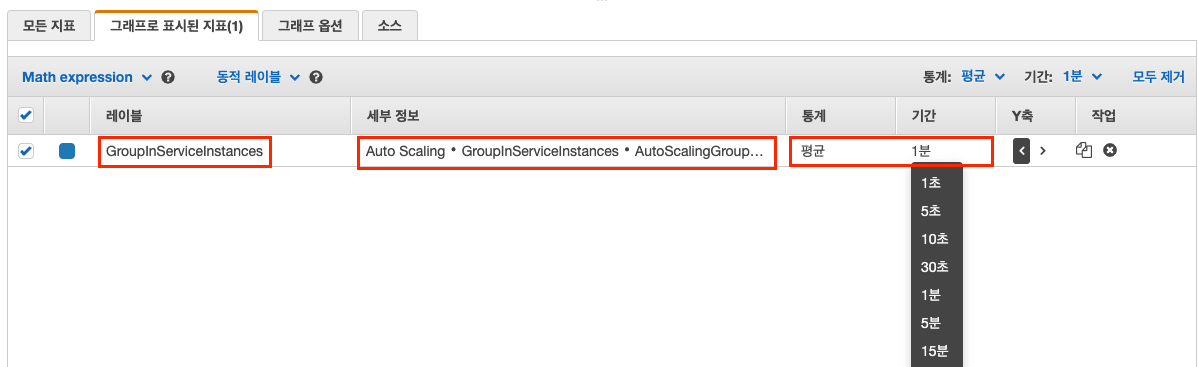 모든 지표 그래프로 표시된 지표(1) 그래프 옵션 소스
Math expression 동적 레이블 통계: 평균 기간: 1분 모두 제거
레이블 세부 정보 통계 기간 Y축 작업
GroupInServiceInstances Auto Scaling • GroupInServiceInstances • AutoScalingGroup... 평균 1분
1초
5초
10초
30초
1분
5분
15분